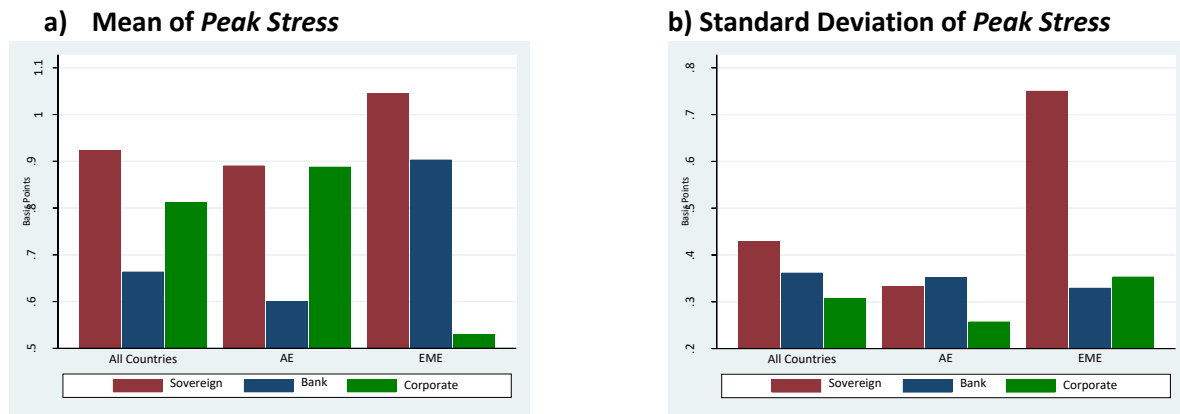 a) Mean of Peak Stress
Basis Points
1.1
1
.9
.8
.7
.6
.5
All Countries AE EME
Sovereign Bank Corporate
b) Standard Deviation of Peak Stress
Basis Points
.8
.7
.6
.5
.4
.3
.2
All Countries AE EME
Sovereign Bank Corporate